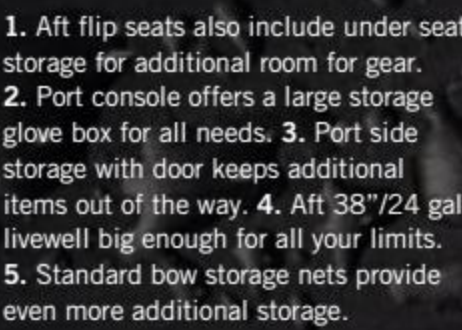 1. Aft flip seats also include under seat
storage for additional room for gear.
2. Port console offers a large storage
glove box for all needs. 3. Port side
storage with door keeps additional
items out of the way. 4. Aft 38”/24 gal
livewell big enough for all your limits.
5. Standard bow storage nets provide
even more additional storage.